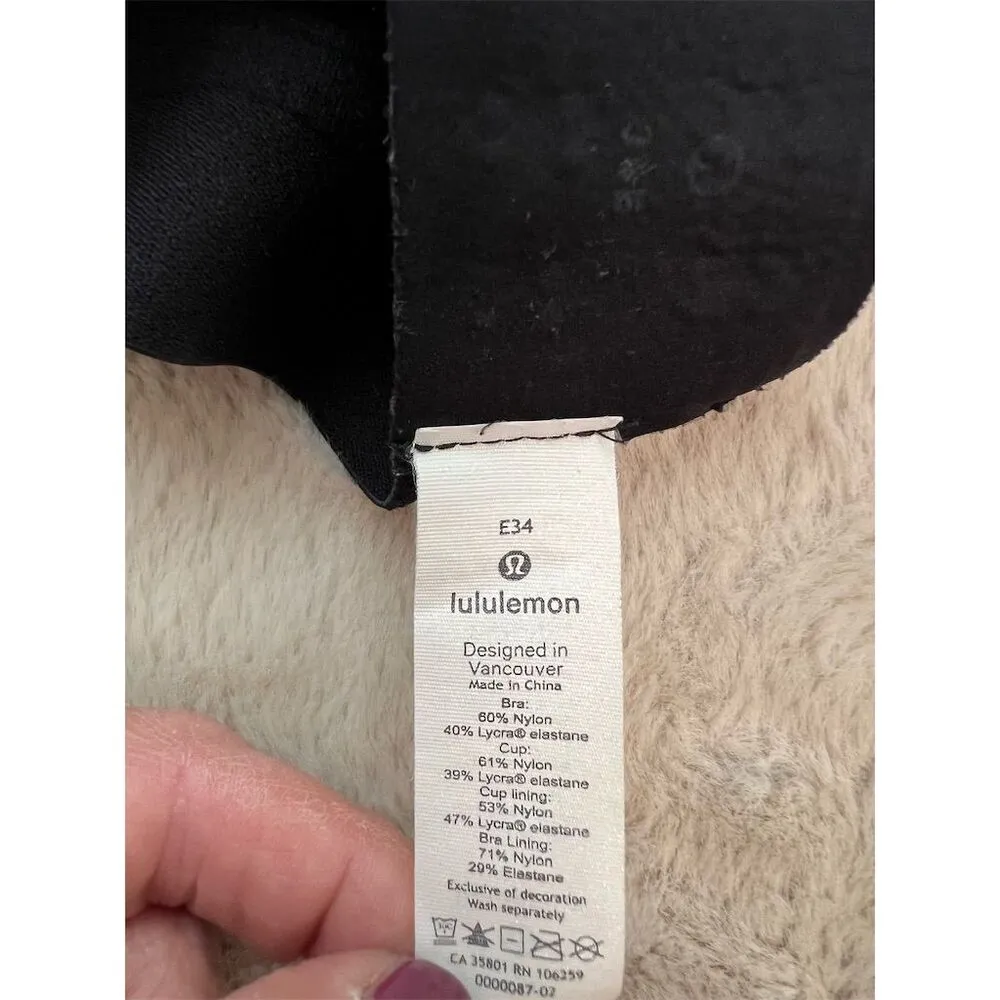 E34
lululemon
Designed in
Vancouver
Made in China
Bra:
60% Nylon
40% Lycra® elastane
Cup:
61% Nylon
39% Lycra® elastane
Cup lining:
53% Nylon
47% Lycra® elastane
Bra Lining:
71% Nylon
29% Elastane
Exclusive of decoration
Wash separately
CA 35801 RN 106259
0000087-02